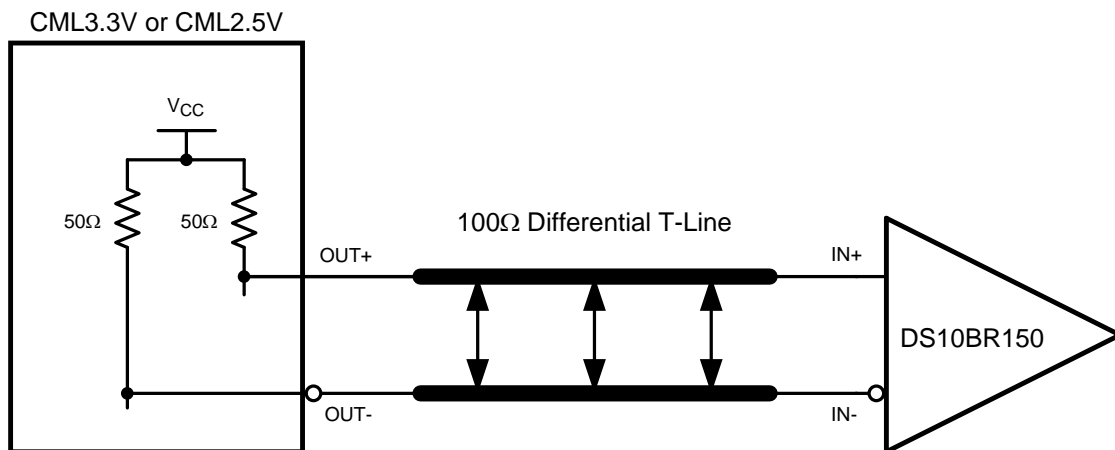 CML3.3V or CML2.5V
VCC
50Ω
50Ω
100Ω Differential T-Line
OUT+
IN+
DS10BR150
OUT-
IN-